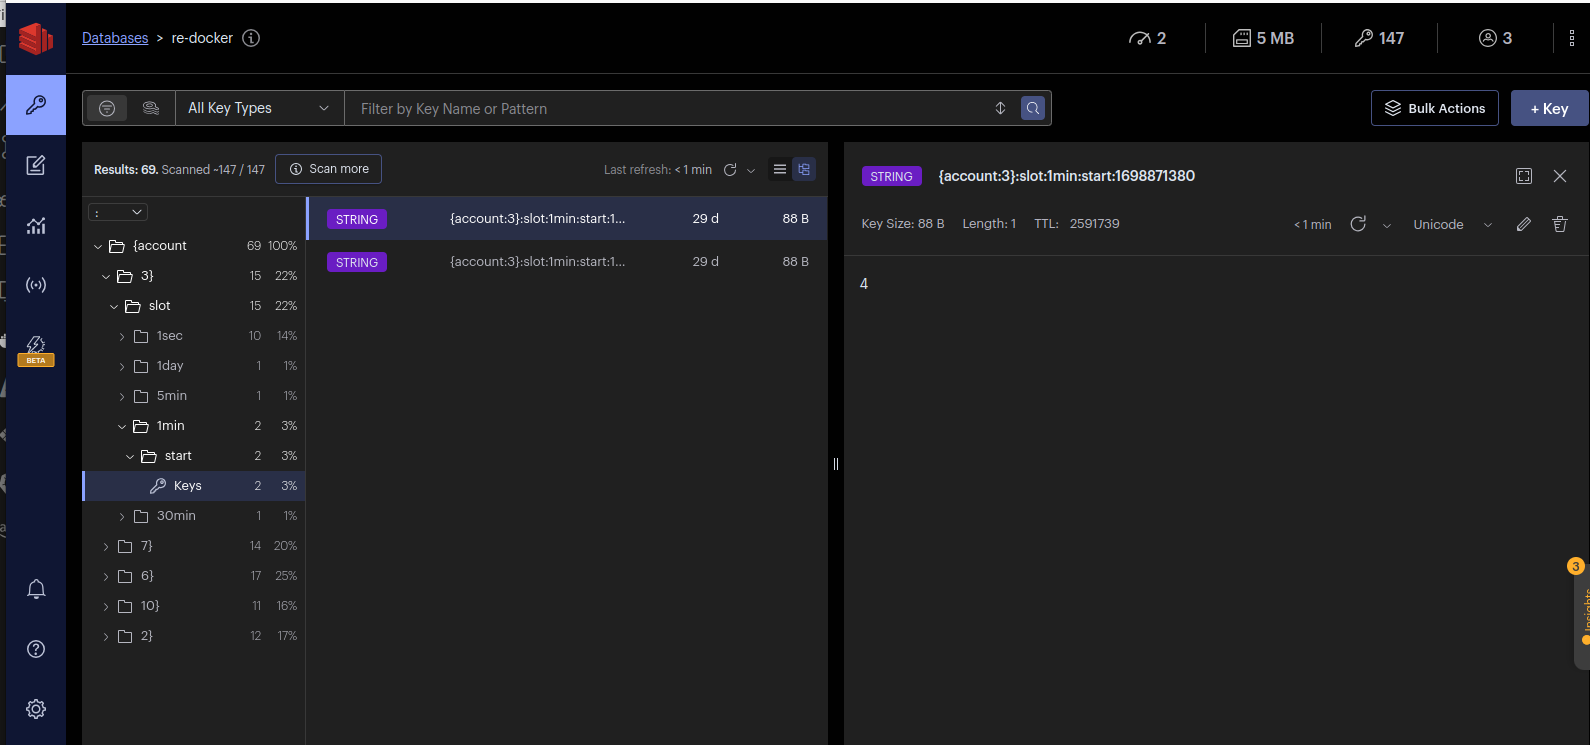 Databases > re-docker
2
5 MB
147
3
All Key Types
Filter by Key Name or Pattern
Bulk Actions
+ Key
Results: 69. Scanned ~147 / 147
Scan more
Last refresh: < 1 min
:
{account 69 100%
3} 15 22%
slot 15 22%
1sec 10 14%
1day 1 1%
5min 1 1%
1min 2 3%
start 2 3%
Keys 2 3%
30min 1 1%
7} 14 20%
6} 17 25%
10} 11 16%
2} 12 17%
STRING {account:3}:slot:1min:start:1... 29 d 88 B
STRING {account:3}:slot:1min:start:1... 29 d 88 B
STRING {account:3}:slot:1min:start:1698871380
Key Size: 88 B Length: 1 TTL: 2591739 < 1 min Unicode
4
BETA
3
Insights